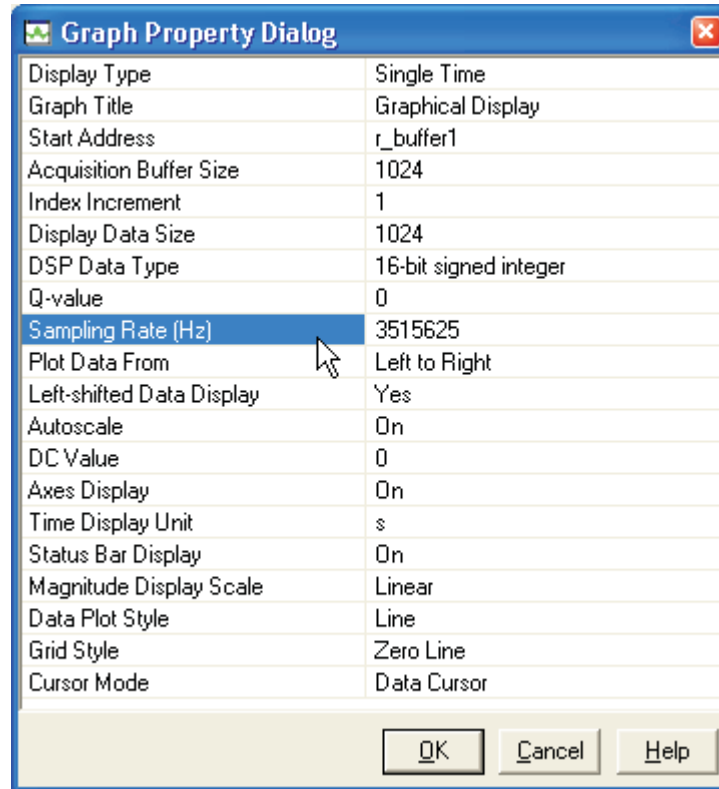 Graph Property Dialog
Display Type Single Time
Graph Title Graphical Display
Start Address r_buffer1
Acquisition Buffer Size 1024
Index Increment 1
Display Data Size 1024
DSP Data Type 16-bit signed integer
Q-value 0
Sampling Rate (Hz) 3515625
Plot Data From Left to Right
Left-shifted Data Display Yes
Autoscale On
DC Value 0
Axes Display On
Time Display Unit s
Status Bar Display On
Magnitude Display Scale Linear
Data Plot Style Line
Grid Style Zero Line
Cursor Mode Data Cursor
OK Cancel Help